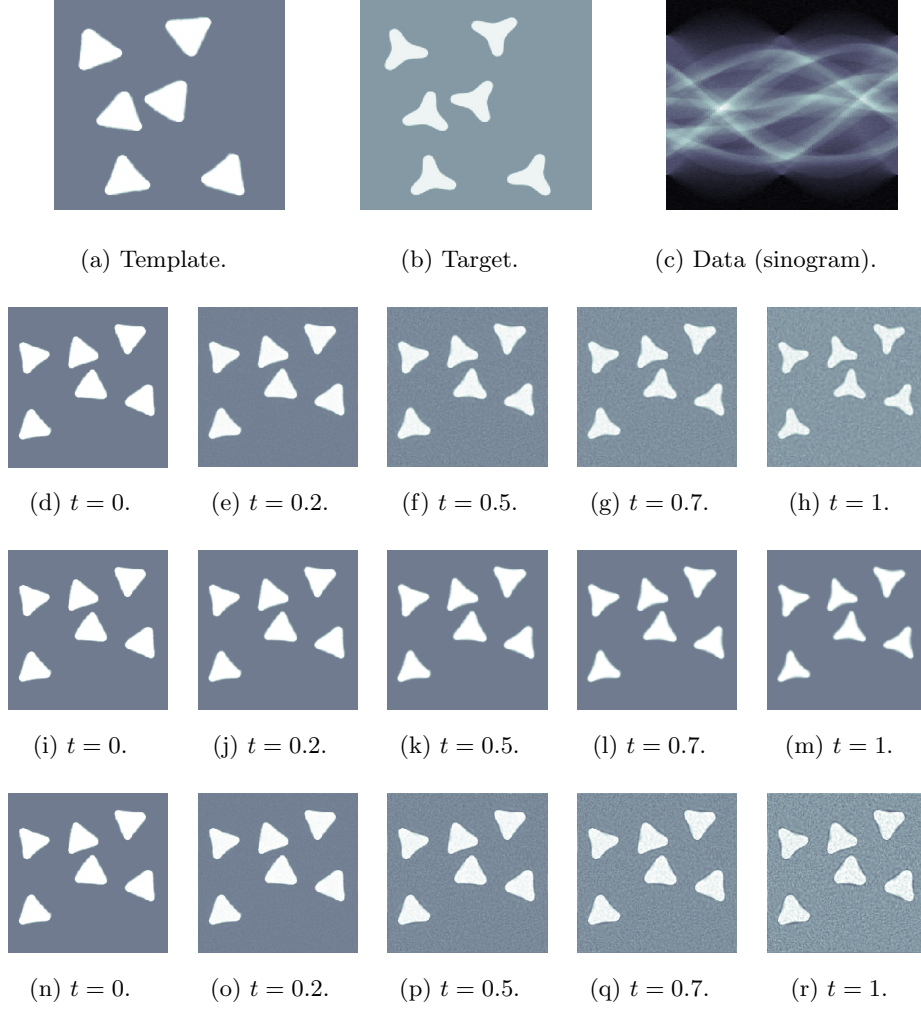 (a) Template.
(b) Target.
(c) Data (sinogram).
(d) t = 0.
(e) t = 0.2.
(f) t = 0.5.
(g) t = 0.7.
(h) t = 1.
(i) t = 0.
(j) t = 0.2.
(k) t = 0.5.
(l) t = 0.7.
(m) t = 1.
(n) t = 0.
(o) t = 0.2.
(p) t = 0.5.
(q) t = 0.7.
(r) t = 1.